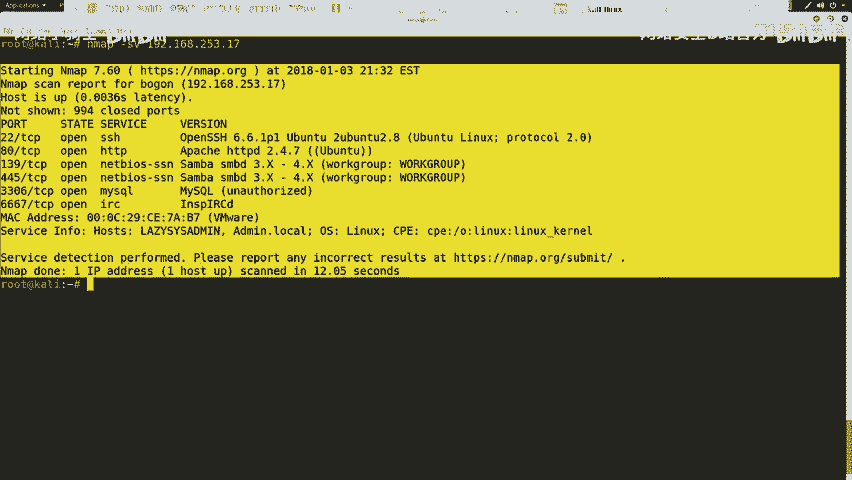 Applications
root@kali:~# nmap -sV 192.168.253.17
Starting Nmap 7.60 ( https://nmap.org ) at 2018-01-03 21:32 EST
Nmap scan report for bogon (192.168.253.17)
Host is up (0.0036s latency).
Not shown: 994 closed ports
PORT STATE SERVICE VERSION
22/tcp open ssh OpenSSH 6.6.1p1 Ubuntu 2ubuntu2.8 (Ubuntu Linux; protocol 2.0)
80/tcp open http Apache httpd 2.4.7 ((Ubuntu))
139/tcp open netbios-ssn Samba smbd 3.X - 4.X (workgroup: WORKGROUP)
445/tcp open netbios-ssn Samba smbd 3.X - 4.X (workgroup: WORKGROUP)
3306/tcp open mysql MySQL (unauthorized)
6667/tcp open irc InspIRCd
MAC Address: 00:0C:29:CE:7A:B7 (VMware)
Service Info: Hosts: LAZYSYSADMIN, Admin.local; OS: Linux; CPE: cpe:/o:linux:linux_kernel
Service detection performed. Please report any incorrect results at https://nmap.org/submit/ .
Nmap done: 1 IP address (1 host up) scanned in 12.05 seconds
root@kali:~#